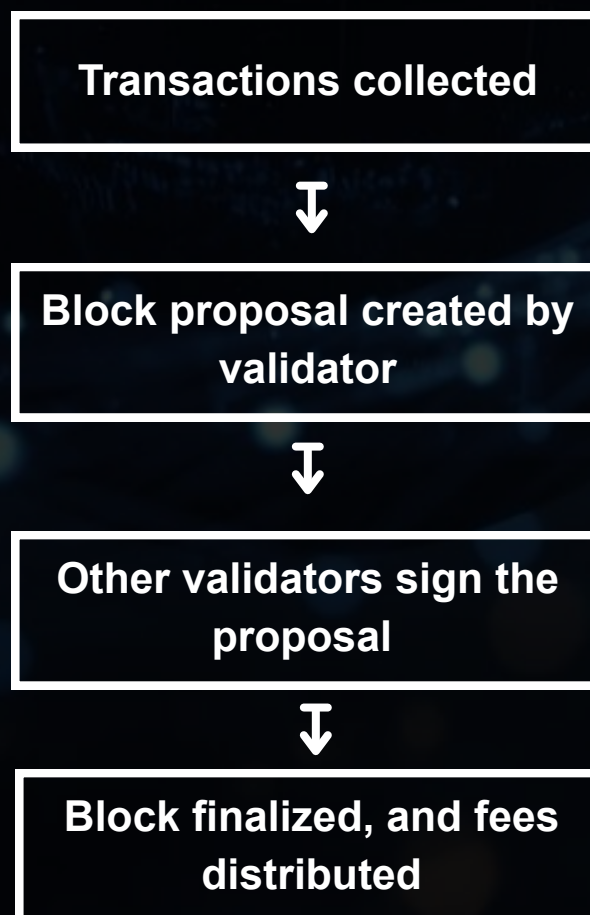 Transactions collected
Block proposal created by
validator
Other validators sign the
proposal
Block finalized, and fees
distributed